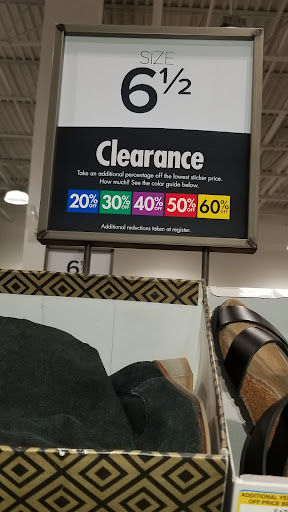 SIZE
6½
Clearance
Take an additional percentage off the lowest sticker price.
How much? See the color guide below.
20% OFF 30% OFF 40% OFF 50% OFF 60% OFF
Additional reductions taken at register.
6
ADDITIONAL
OFF PRICE